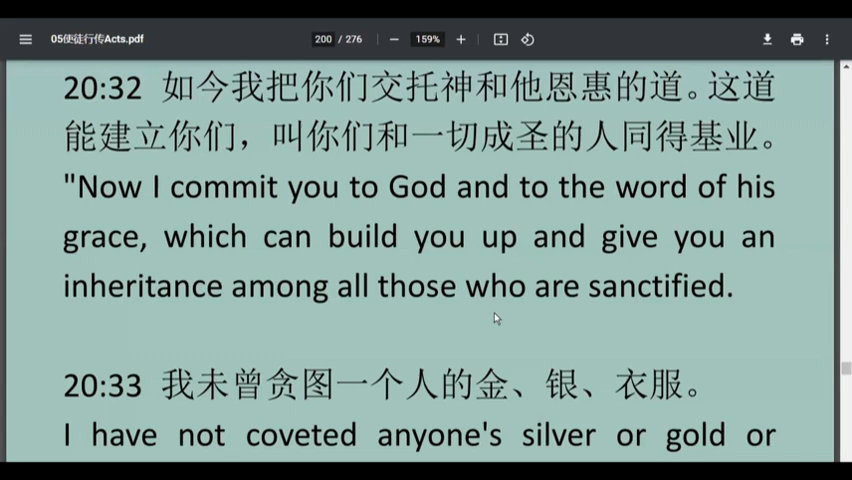 05使徒行传Acts.pdf
200 / 276
159%
20:32 如今我把你们交托神和他恩惠的道。这道
能建立你们，叫你们和一切成圣的人同得基业。
"Now I commit you to God and to the word of his
grace, which can build you up and give you an
inheritance among all those who are sanctified.
20:33 我未曾贪图一个人的金、银、衣服。
I have not coveted anyone's silver or gold or